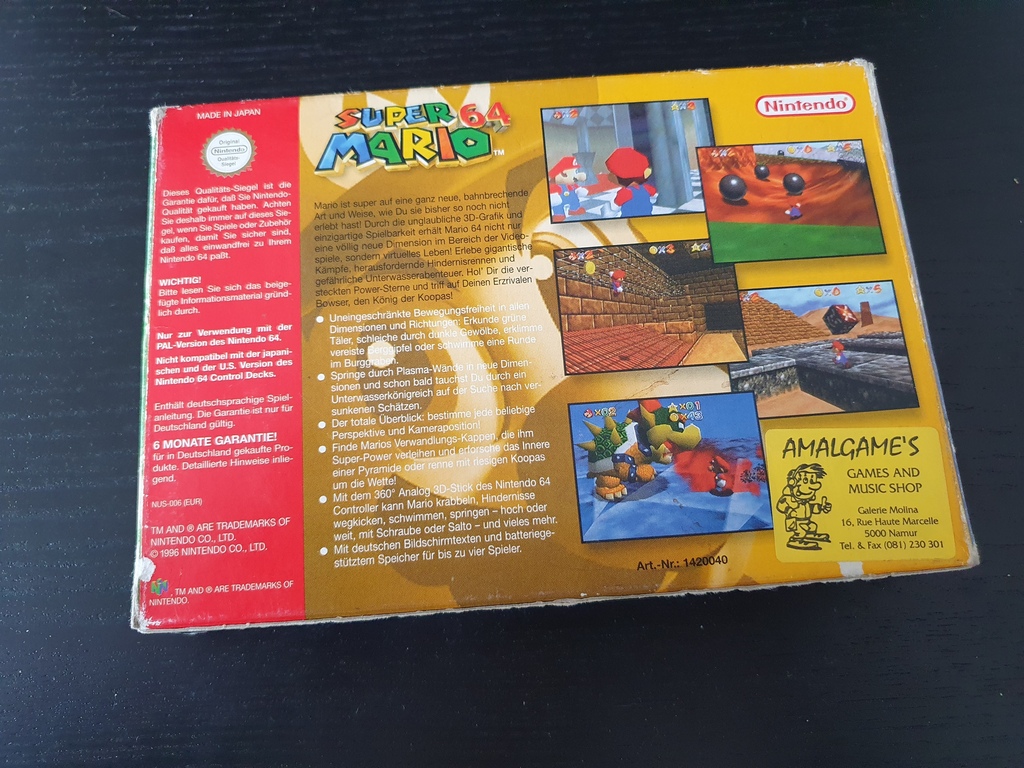 MADE IN JAPAN
Original
Nintendo
Qualitäts-
Siegel
Dieses Qualitäts-Siegel ist die
Garantie dafür, daß Sie Nintendo-
Qualität gekauft haben. Achten
Sie deshalb immer auf dieses Sie-
gel, wenn Sie Spiele oder Zubehör
kaufen, damit Sie sicher sind,
daß alles einwandfrei zu Ihrem
Nintendo 64 paßt.
WICHTIG!
Bitte lesen Sie sich das beige-
fügte Informationsmaterial gründ-
lich durch.
Nur zur Verwendung mit der
PAL-Version des Nintendo 64.
Nicht kompatibel mit der japani-
schen und der U.S. Version des
Nintendo 64 Control Decks.
Enthält deutschsprachige Spiel-
anleitung. Die Garantie ist nur für
Deutschland gültig.
6 MONATE GARANTIE!
für in Deutschland gekaufte Pro-
dukte. Detaillierte Hinweise inlie-
gend.
NUS-006 (EUR)
TM AND ® ARE TRADEMARKS OF
NINTENDO CO., LTD.
© 1996 NINTENDO CO., LTD.
TM AND ® ARE TRADEMARKS OF
NINTENDO.
SUPER 64
MARIO™
Mario ist super auf eine ganz neue, bahnbrechende
Art und Weise, wie Du sie bisher so noch nicht
erlebt hast! Durch die unglaubliche 3D-Grafik und
einzigartige Spielbarkeit erhält Mario 64 nicht nur
eine völlig neue Dimension im Bereich der Video-
spiele, sondern virtuelles Leben! Erlebe gigantische
Kämpfe, herausfordernde Hindernisrennen und
gefährliche Unterwasserabenteuer, Hol' Dir die ver-
steckten Power-Sterne und triff auf Deinen Erzrivalen
Bowser, den König der Koopas!
● Uneingeschränkte Bewegungsfreiheit in allen
Dimensionen und Richtungen: Erkunde grüne
Täler, schleiche durch dunkle Gewölbe, erklimme
vereiste Berggipfel oder schwimme eine Runde
im Burggraben.
● Springe durch Plasma-Wände in neue Dimen-
sionen und schon bald tauchst Du durch ein
Unterwasserkönigreich auf der Suche nach ver-
sunkenen Schätzen.
● Der totale Überblick: bestimme jede beliebige
Perspektive und Kameraposition!
● Finde Marios Verwandlungs-Kappen, die ihm
Super-Power verleihen und erforsche das Innere
einer Pyramide oder renne mit riesigen Koopas
um die Wette!
● Mit dem 360° Analog 3D-Stick des Nintendo 64
Controller kann Mario krabbeln, Hindernisse
wegkicken, schwimmen, springen – hoch oder
weit, mit Schraube oder Salto – und vieles mehr.
● Mit deutschen Bildschirmtexten und batteriege-
stütztem Speicher für bis zu vier Spieler.
Nintendo
Art.-Nr.: 1420040
AMALGAME'S
GAMES AND
MUSIC SHOP
Galerie Molina
16, Rue Haute Marcelle
5000 Namur
Tel. & Fax (081) 230 301